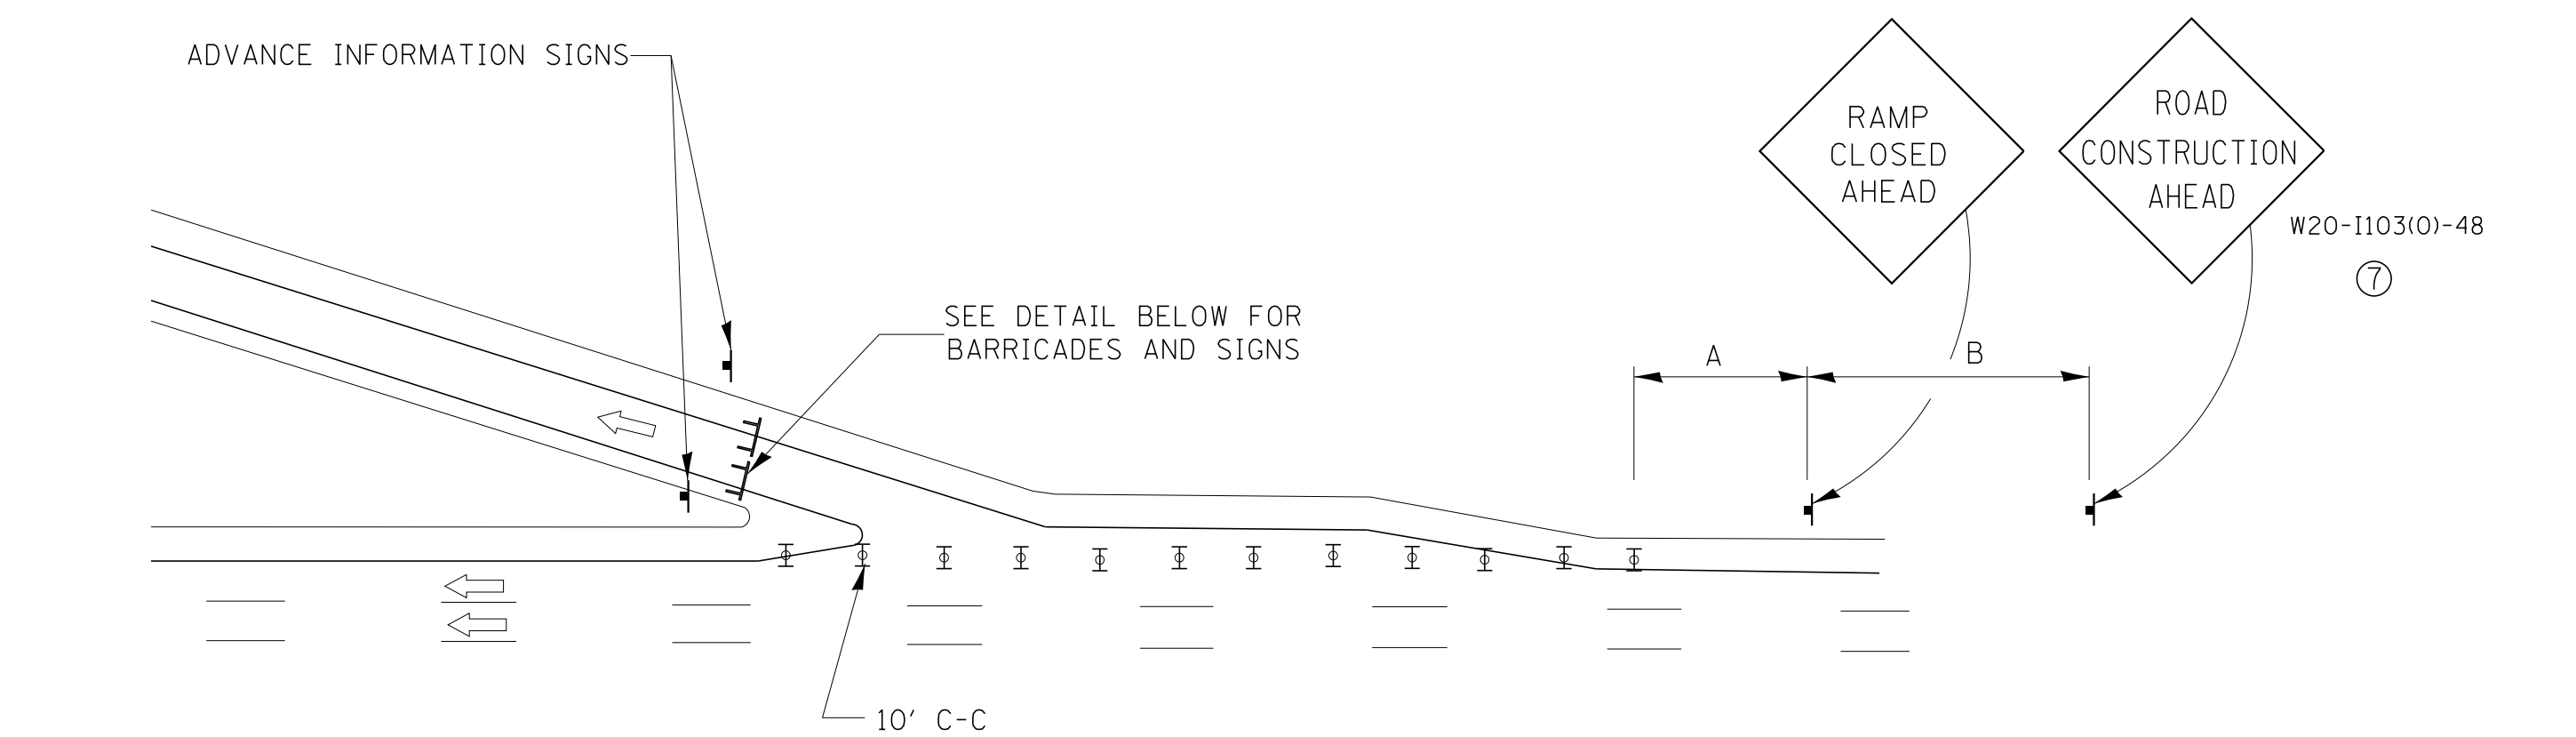 ADVANCE INFORMATION SIGNS
RAMP
CLOSED
AHEAD
ROAD
CONSTRUCTION
AHEAD
W20-I103(O)-48
7
SEE DETAIL BELOW FOR
BARRICADES AND SIGNS
A
B
10' C-C